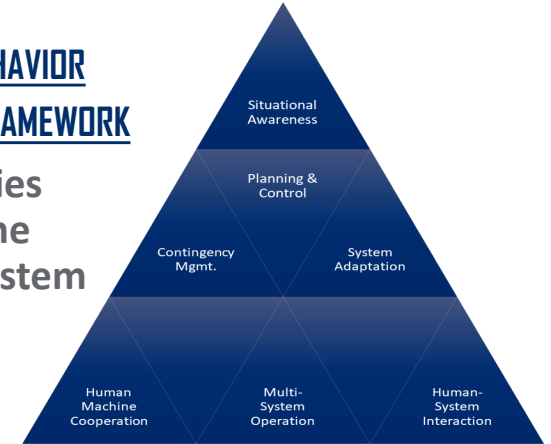 HAVIOR
AMEWORK
ies
ne
stem
Situational
Awareness
Planning &
Control
Contingency
Mgmt.
System
Adaptation
Human
Machine
Cooperation
Multi-
System
Operation
Human-
System
Interaction